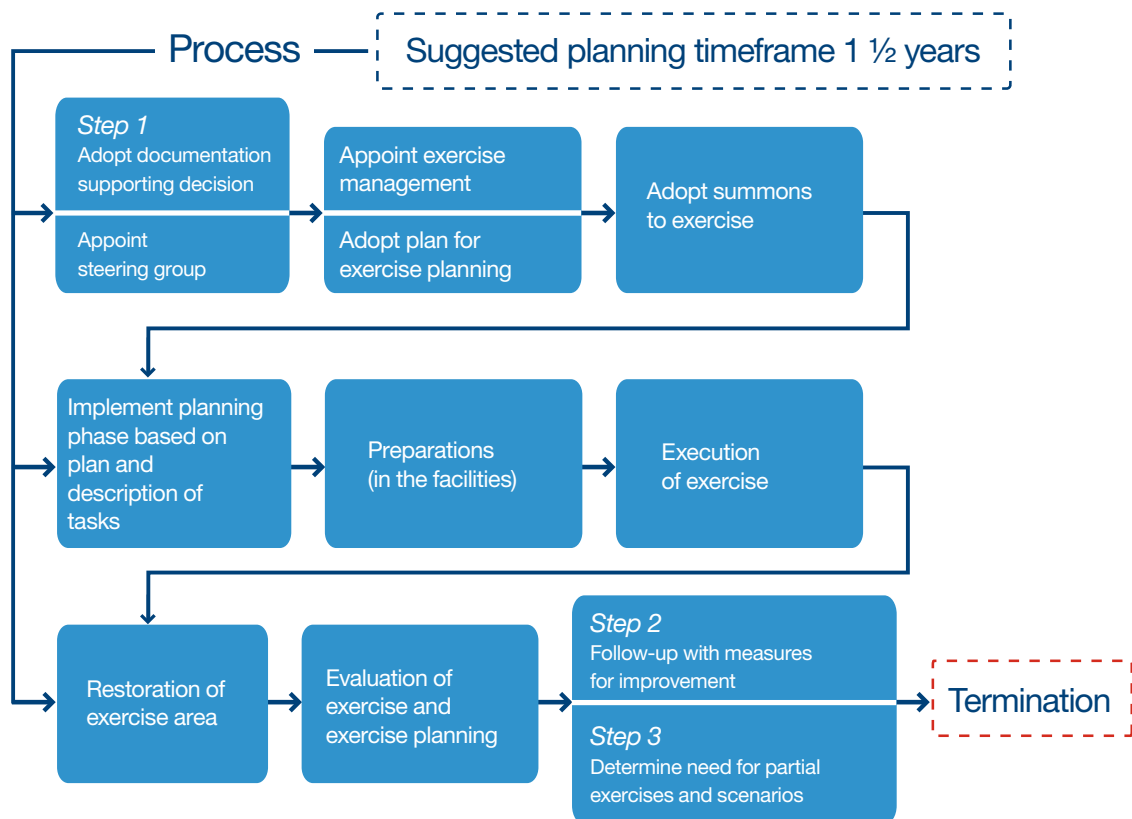 Process
Suggested planning timeframe 1 ½ years
Step 1
Adopt documentation
supporting decision
Appoint
steering group
Appoint exercise
management
Adopt plan for
exercise planning
Adopt summons
to exercise
Implement planning
phase based on
plan and
description of
tasks
Preparations
(in the facilities)
Execution
of exercise
Restoration of
exercise area
Evaluation of
exercise and
exercise planning
Step 2
Follow-up with measures
for improvement
Step 3
Determine need for partial
exercises and scenarios
Termination